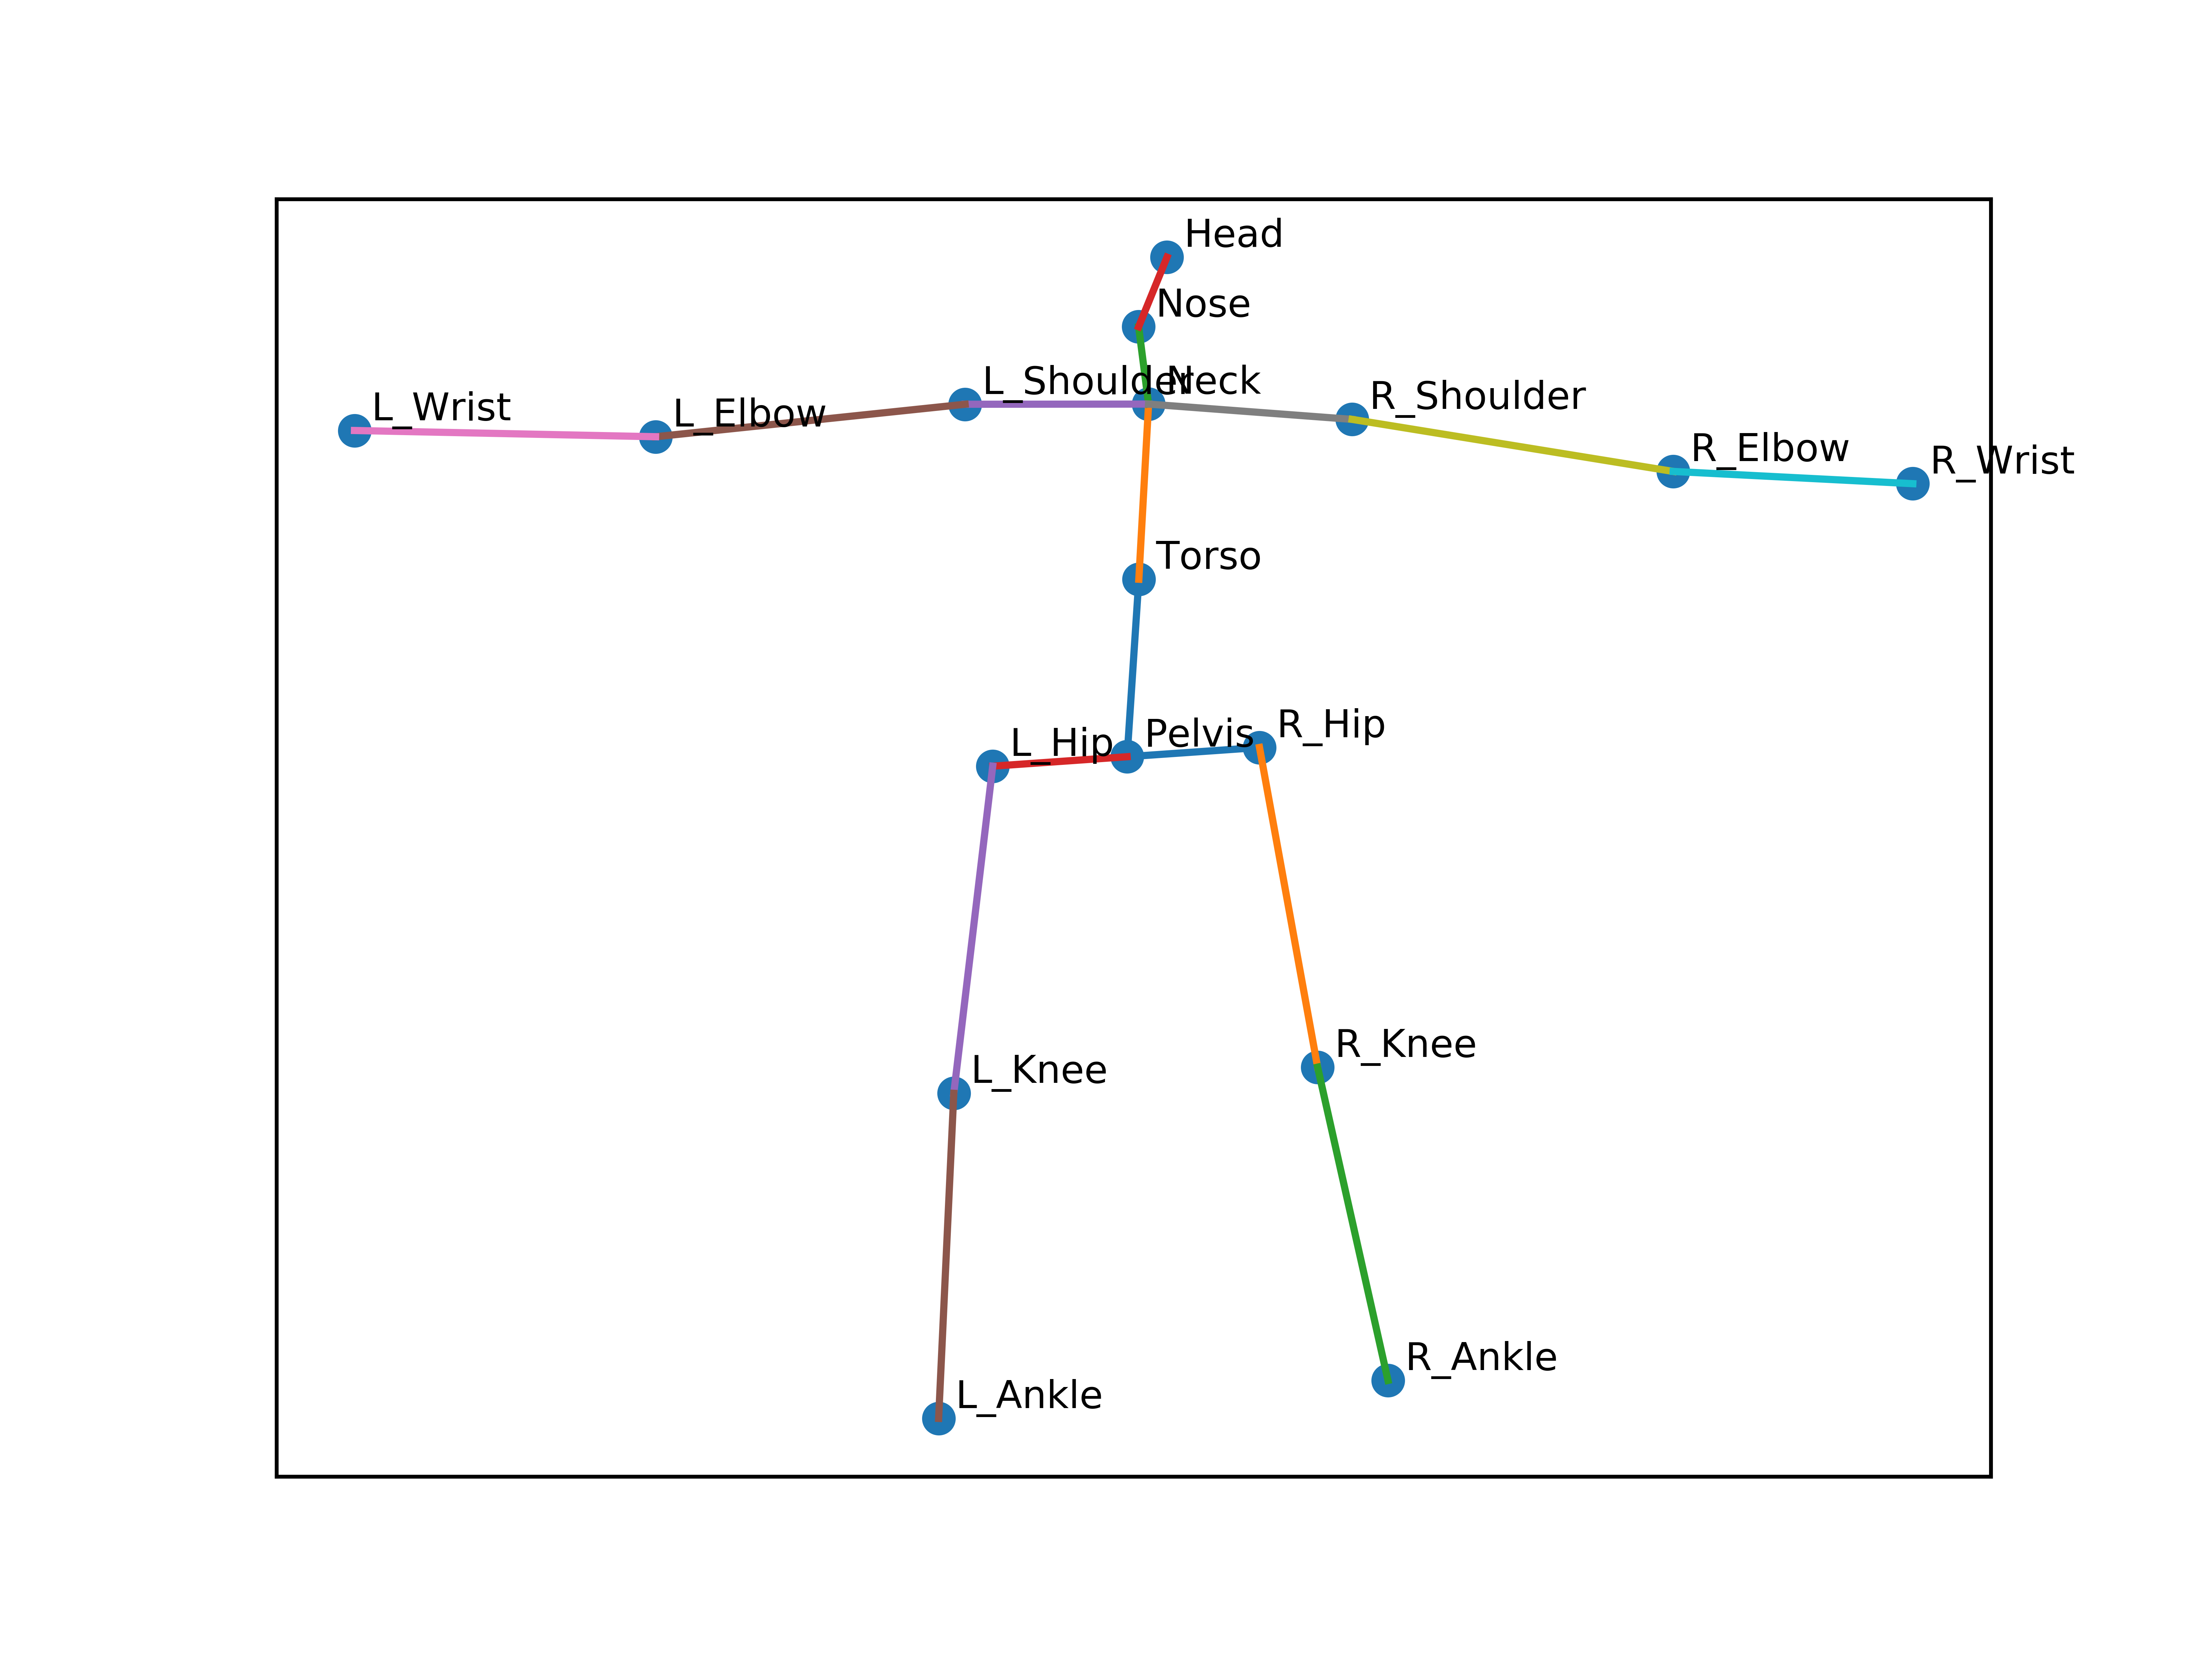 Head
Nose
L_Shoulder
Neck
R_Shoulder
L_Wrist
L_Elbow
R_Elbow
R_Wrist
Torso
L_Hip
Pelvis
R_Hip
L_Knee
R_Knee
L_Ankle
R_Ankle